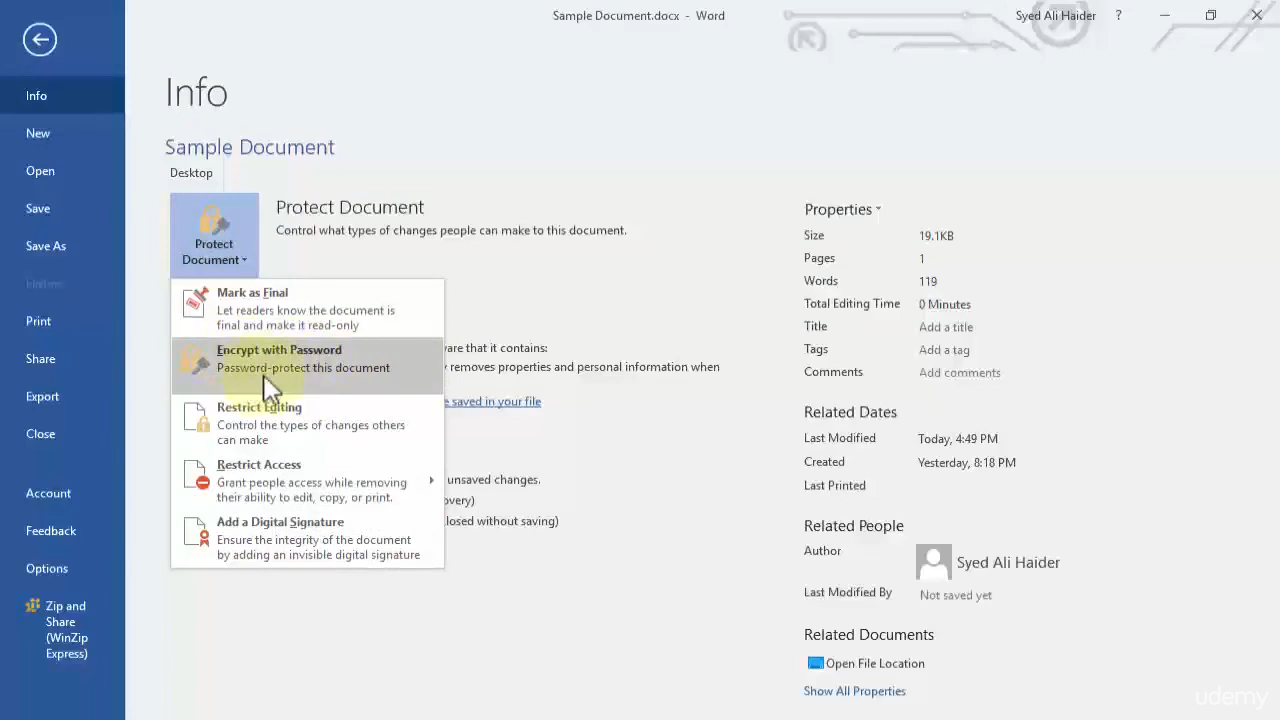 Sample Document.docx - Word
Syed Ali Haider
?
Info
New
Open
Save
Save As
Print
Share
Export
Close
Account
Feedback
Options
Zip and
Share
(WinZip
Express)
Info
Sample Document
Desktop
Protect
Document
Protect Document
Control what types of changes people can make to this document.
Mark as Final
Let readers know the document is
final and make it read-only
Encrypt with Password
Password-protect this document
Restrict Editing
Control the types of changes others
can make
Restrict Access
Grant people access while removing
their ability to edit, copy, or print.
Add a Digital Signature
Ensure the integrity of the document
by adding an invisible digital signature
that it contains:
removes properties and personal information when
saved in your file
unsaved changes.
without saving)
Properties
Size 19.1KB
Pages 1
Words 119
Total Editing Time 0 Minutes
Title Add a title
Tags Add a tag
Comments Add comments
Related Dates
Last Modified Today, 4:49 PM
Created Yesterday, 8:18 PM
Last Printed
Related People
Author Syed Ali Haider
Last Modified By Not saved yet
Related Documents
Open File Location
Show All Properties
udemy